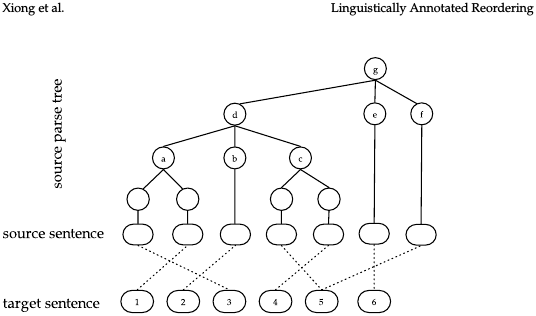 Xiong et al.
Linguistically Annotated Reordering
g
d
e
f
source parse tree
a
b
c
source sentence
target sentence
1
2
3
4
5
6